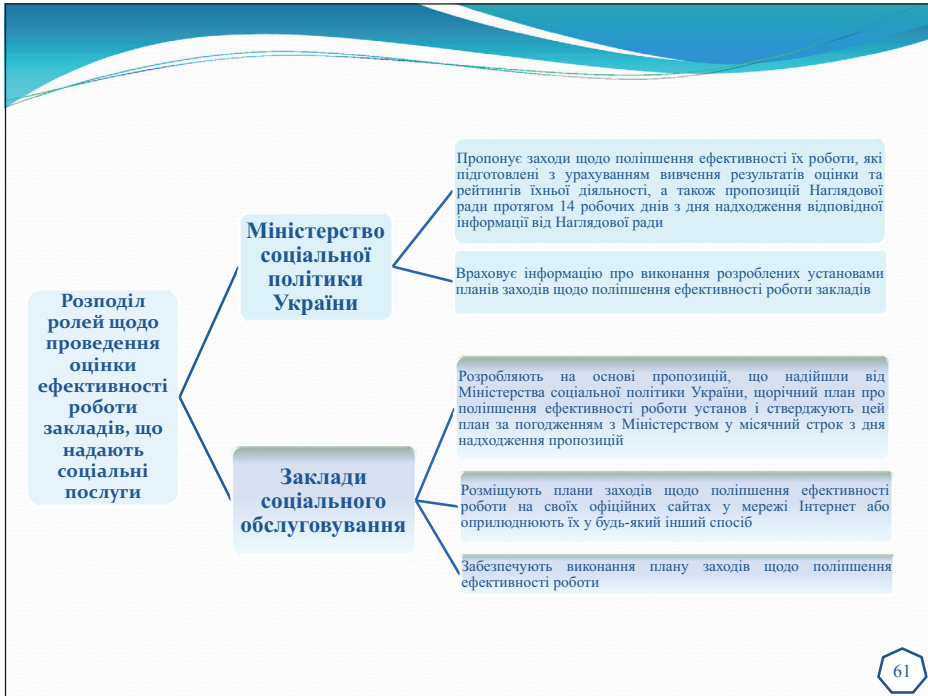 Розподіл
ролей щодо
проведення
оцінки
ефективності
роботи
закладів, що
надають
соціальні
послуги
Міністерство
соціальної
політики
України
Пропонує заходи щодо поліпшення ефективності їх роботи, які
підготовлені з урахуванням вивчення результатів оцінки та
рейтингів їхньої діяльності, а також пропозицій Наглядової
ради протягом 14 робочих днів з дня надходження відповідної
інформації від Наглядової ради
Враховує інформацію про виконання розроблених установами
планів заходів щодо поліпшення ефективності роботи закладів
Заклади
соціального
обслуговування
Розробляють на основі пропозицій, що надійшли від
Міністерства соціальної політики України, щорічний план про
поліпшення ефективності роботи установ і стверджують цей
план за погодженням з Міністерством у місячний строк з дня
надходження пропозицій
Розміщують плани заходів щодо поліпшення ефективності
роботи на своїх офіційних сайтах у мережі Інтернет або
оприлюднюють їх у будь-який інший спосіб
Забезпечують виконання плану заходів щодо поліпшення
ефективності роботи
61